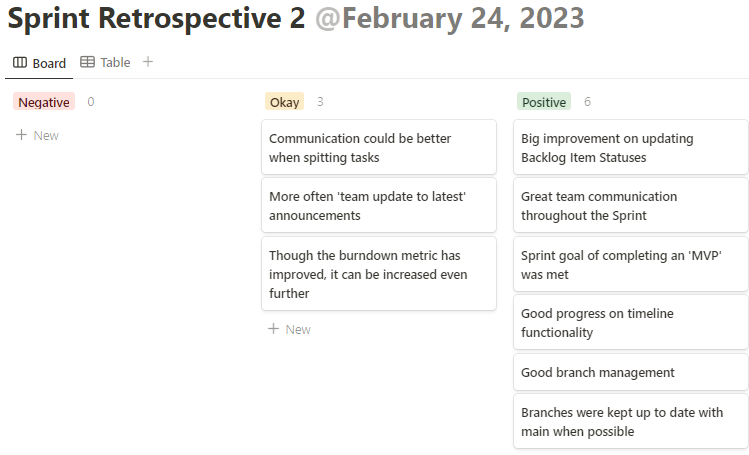 Sprint Retrospective 2 @February 24, 2023
Board Table
Negative 0
New
Okay 3
Communication could be better
when spitting tasks
More often 'team update to latest'
announcements
Though the burndown metric has
improved, it can be increased even
further
New
Positive 6
Big improvement on updating
Backlog Item Statuses
Great team communication
throughout the Sprint
Sprint goal of completing an 'MVP'
was met
Good progress on timeline
functionality
Good branch management
Branches were kept up to date with
main when possible